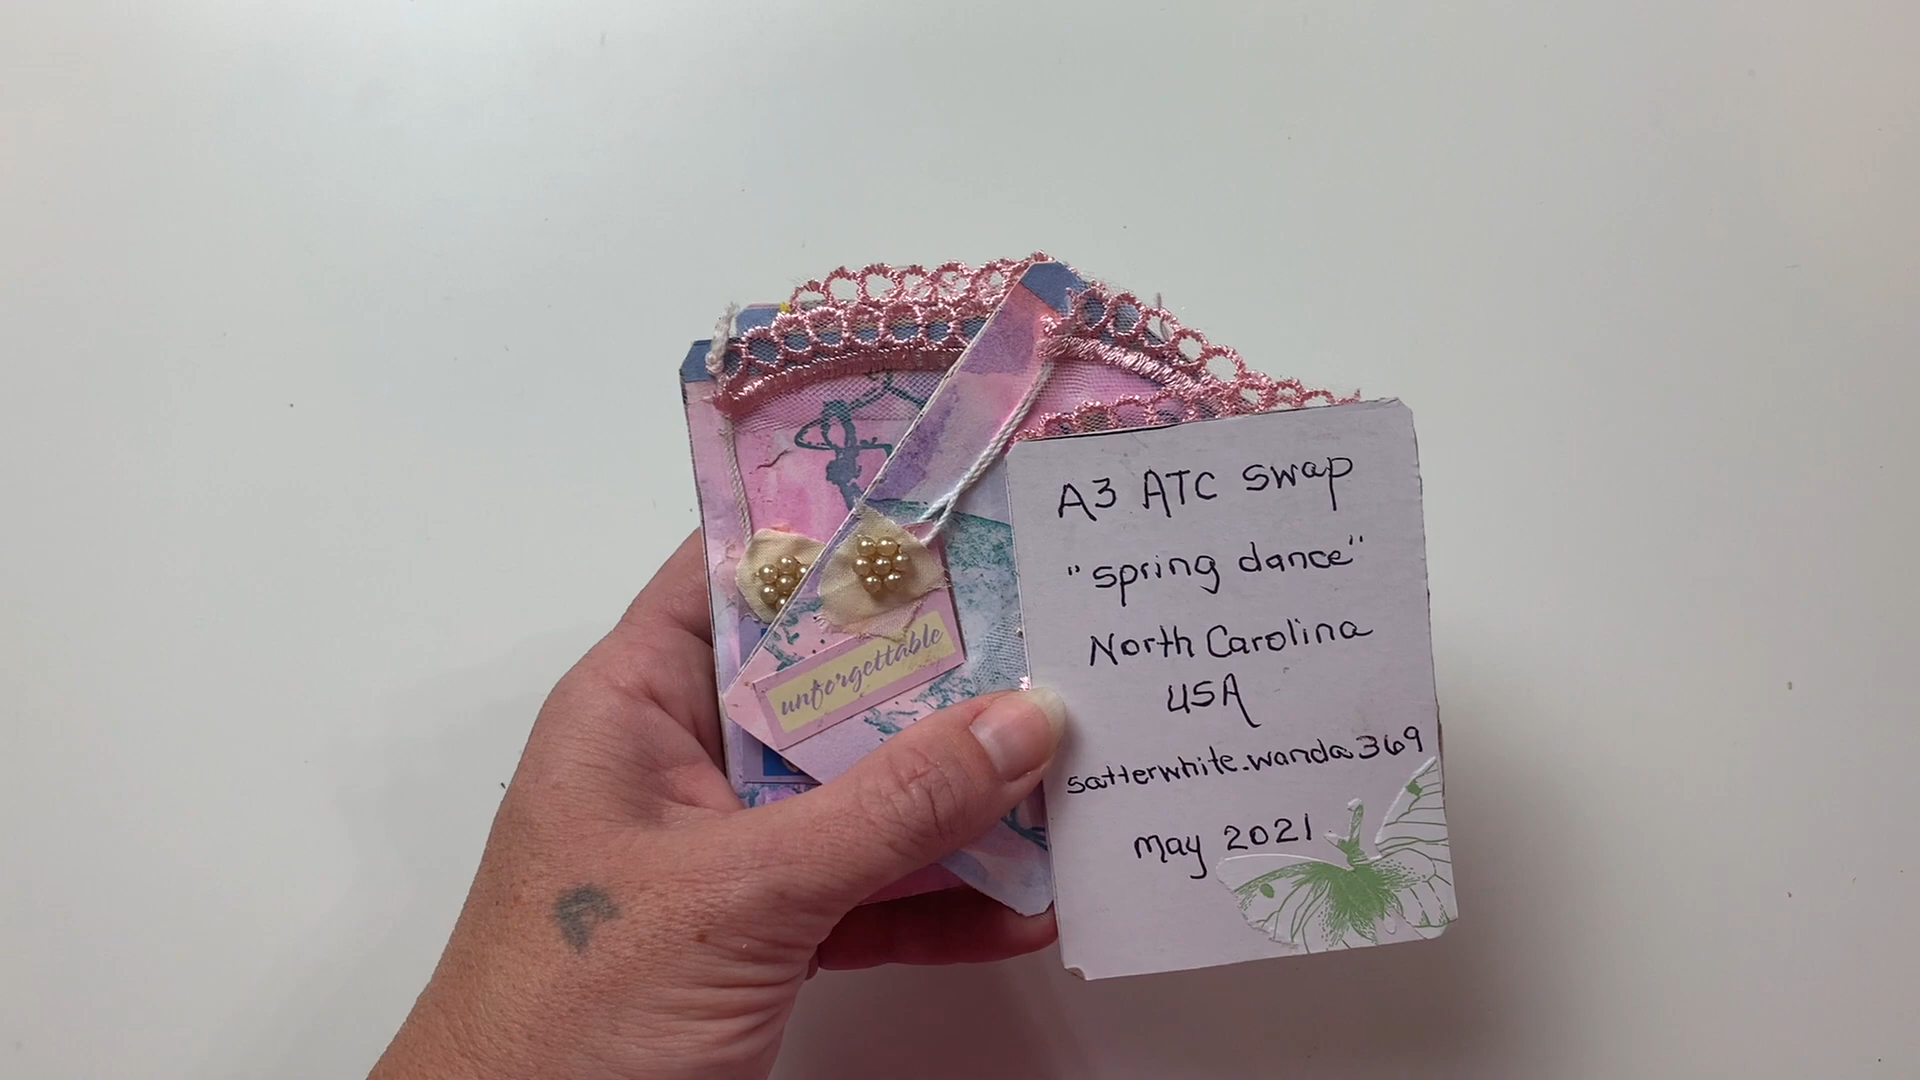 unforgettable
A3 ATC swap
"spring dance"
North Carolina
USA
satterwhite.wanda369
May 2021